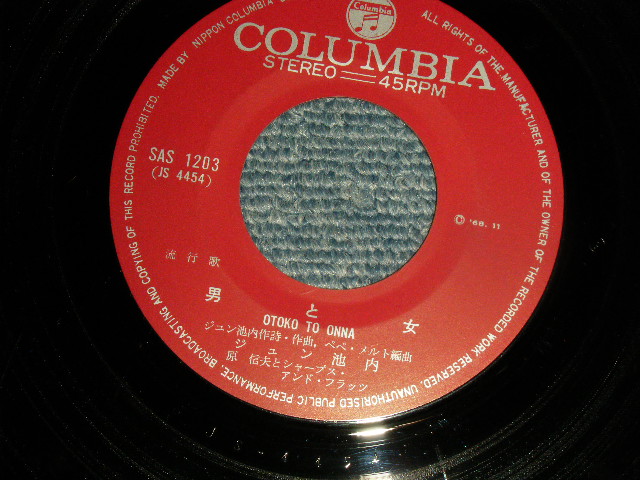 Columbia
COLUMBIA
STEREO 45RPM
ALL RIGHTS OF THE MANUFACTURER AND OF THE OWNER OF THE RECORDED WORK RESERVED. UNAUTHORISED PUBLIC PERFORMANCE, BROADCASTING AND COPYING OF THIS RECORD PROHIBITED. MADE BY NIPPON COLUMBIA
SAS 1203
(JS 4454)
Ⓒ '68. 11
流行歌
男と女
OTOKO TO ONNA
ジュン池内作詩・作曲, ペペ・メルト編曲
ジュン池内
原信夫とシャープス・
アンド・フラッツ